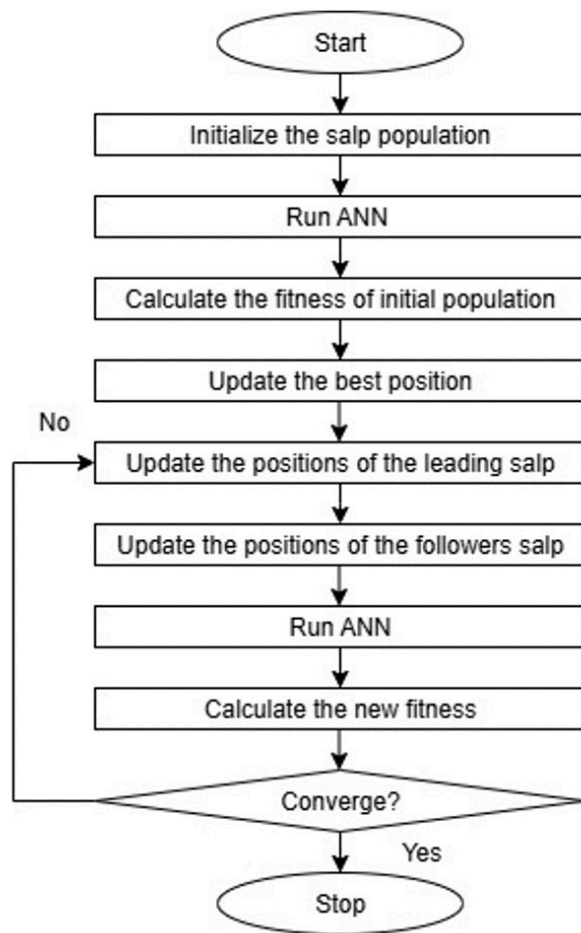 Start
Initialize the salp population
Run ANN
Calculate the fitness of initial population
Update the best position
No
Update the positions of the leading salp
Update the positions of the followers salp
Run ANN
Calculate the new fitness
Converge?
Yes
Stop